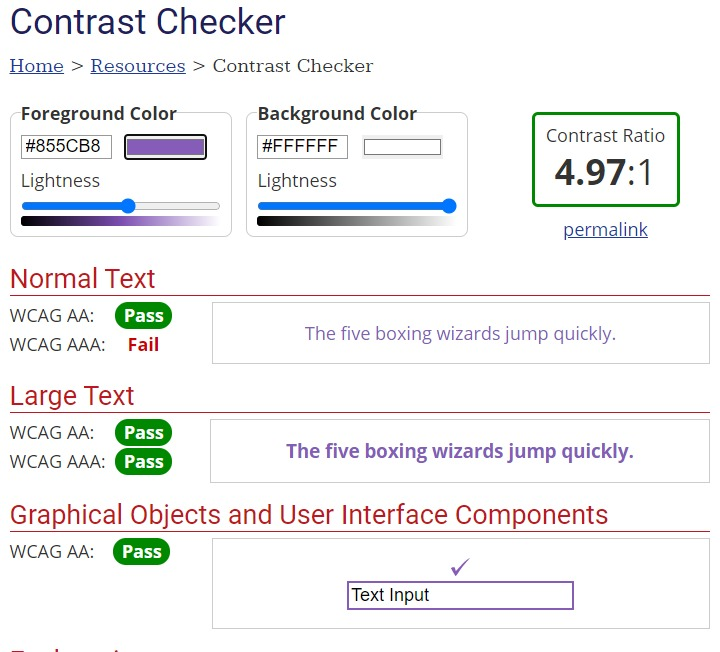 Contrast Checker
Home > Resources > Contrast Checker
Foreground Color
#855CB8
Lightness
Background Color
#FFFFFF
Lightness
Contrast Ratio
4.97:1
permalink
Normal Text
WCAG AA: Pass
WCAG AAA: Fail
The five boxing wizards jump quickly.
Large Text
WCAG AA: Pass
WCAG AAA: Pass
The five boxing wizards jump quickly.
Graphical Objects and User Interface Components
WCAG AA: Pass
✓
Text Input